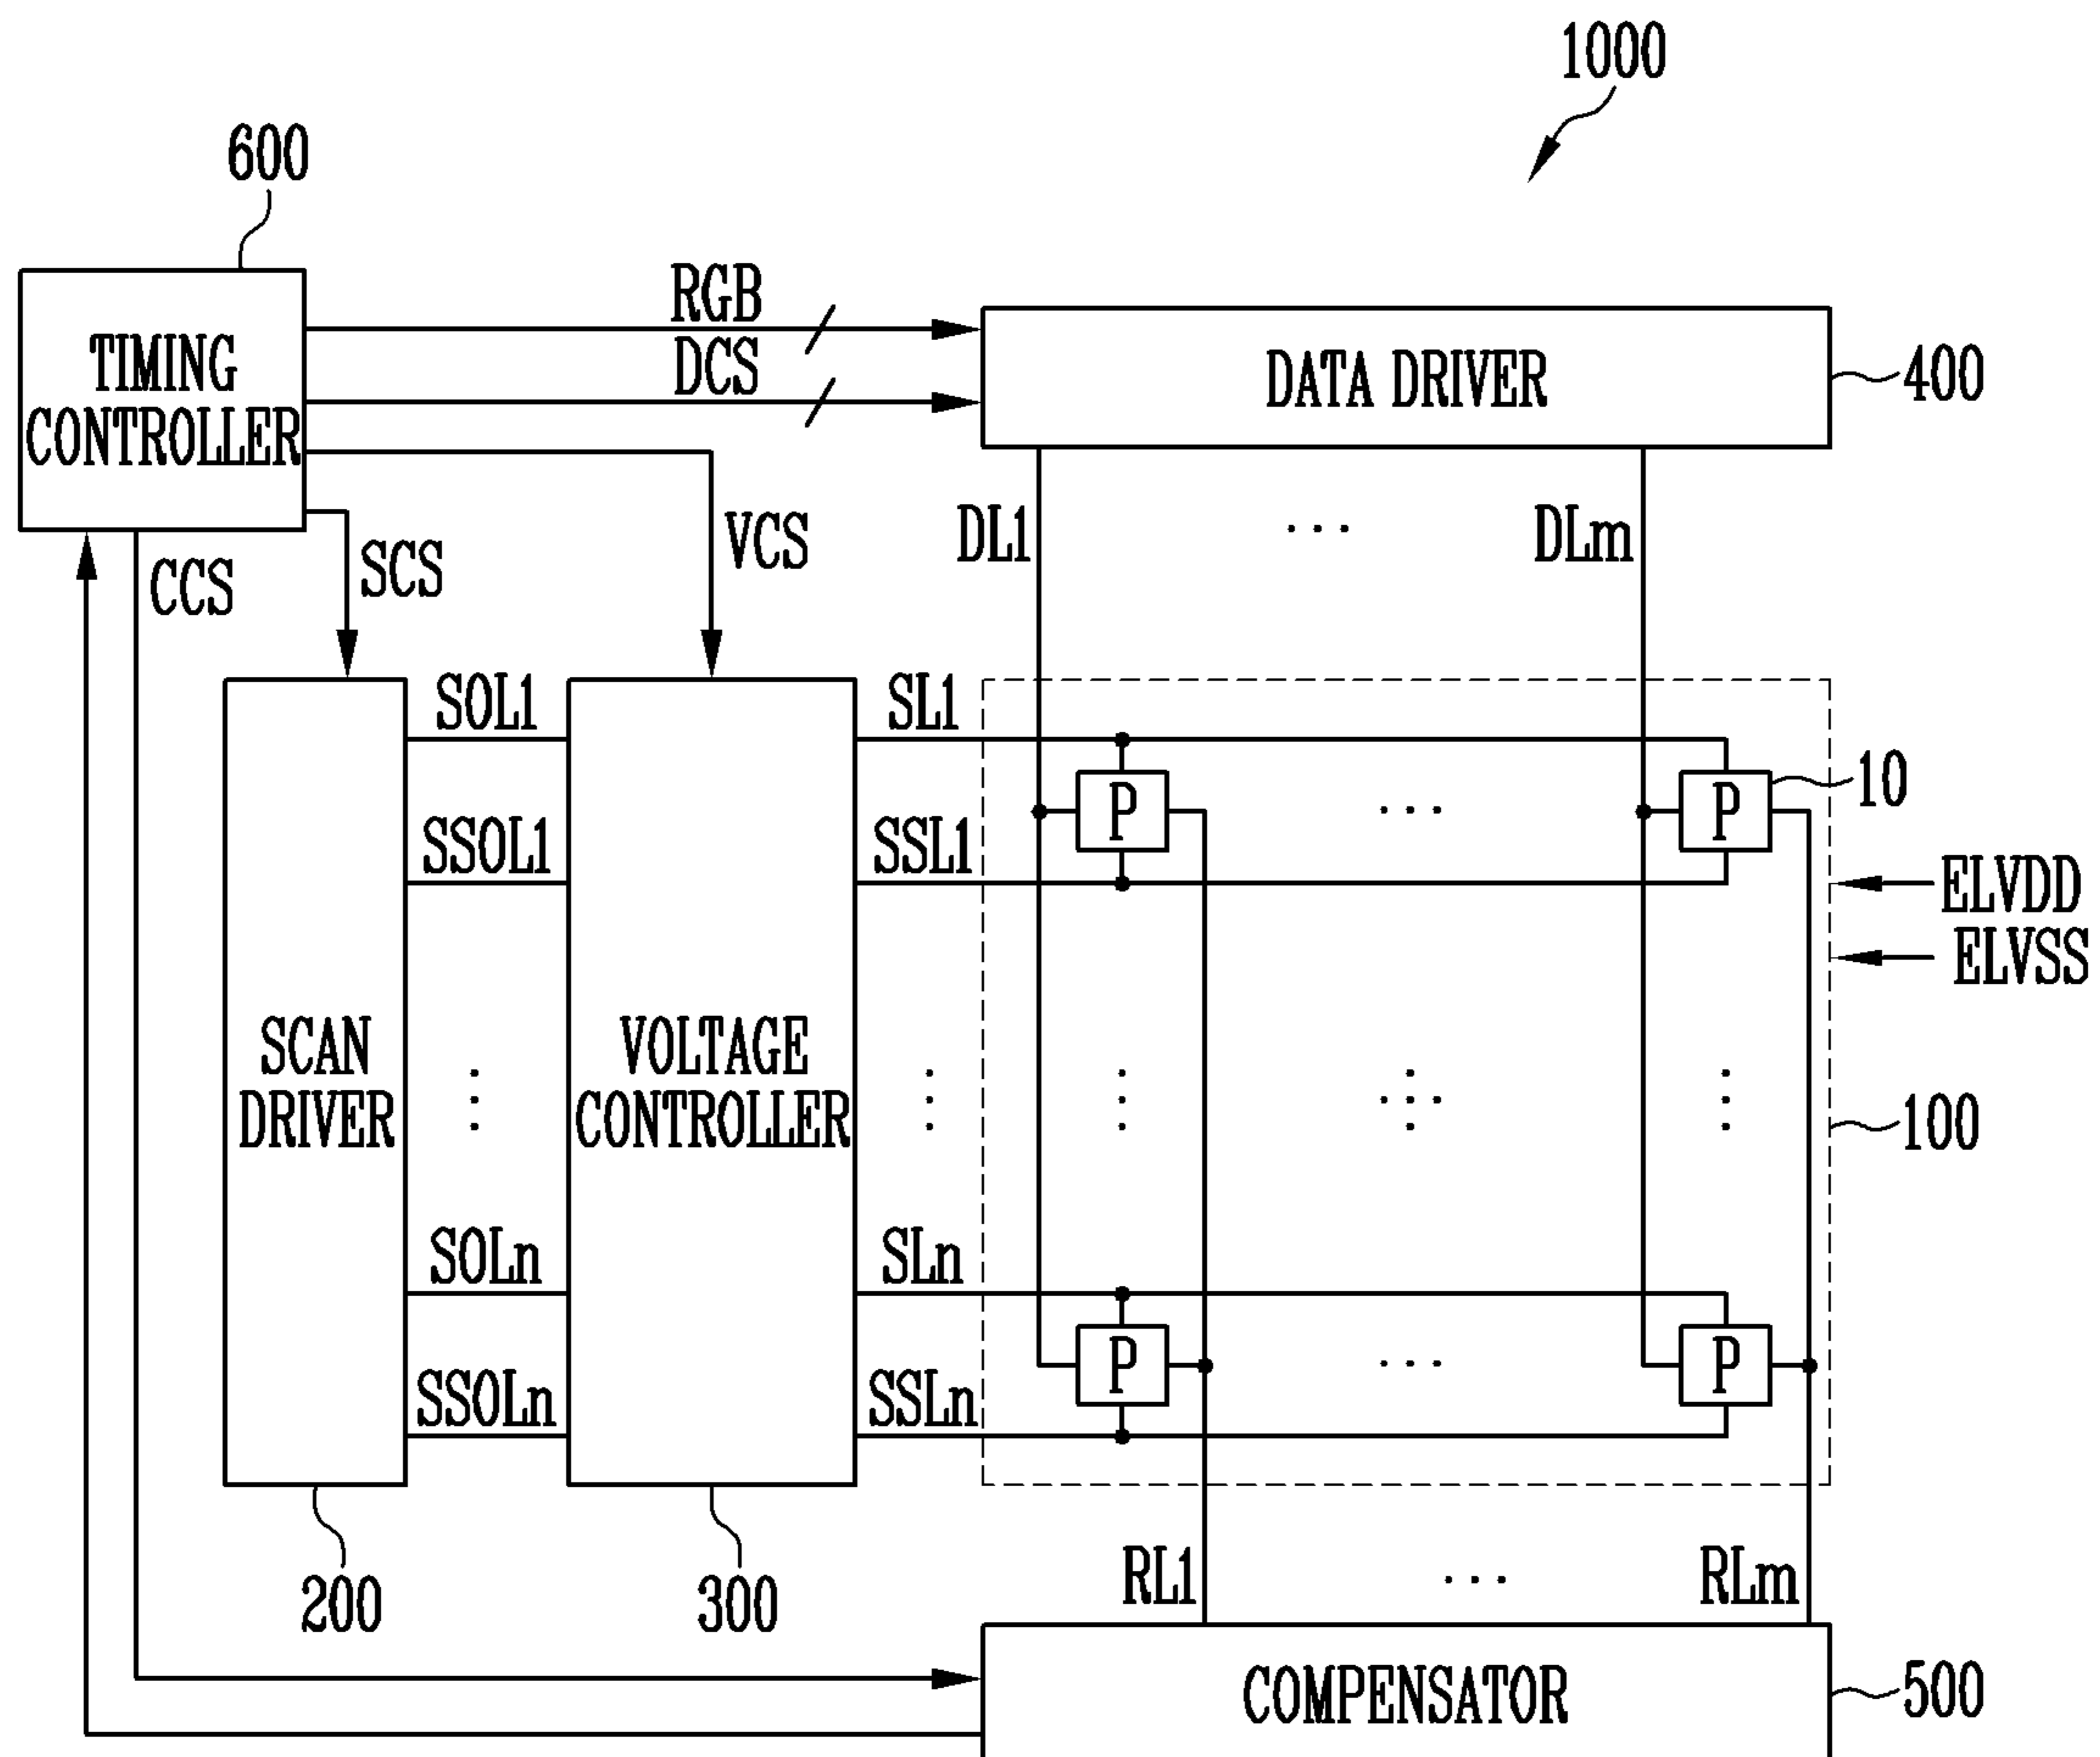 1000
600
RGB
TIMING
CONTROLLER
DCS
DATA DRIVER
400
DL1
...
DLm
VCS
SCS
CCS
SOL1
SL1
P
...
P
10
SSOL1
SSL1
ELVDD
ELVSS
SCAN
DRIVER
VOLTAGE
CONTROLLER
100
SOLn
SLn
P
...
P
SSOLn
SSLn
200
300
RL1
...
RLm
COMPENSATOR
500